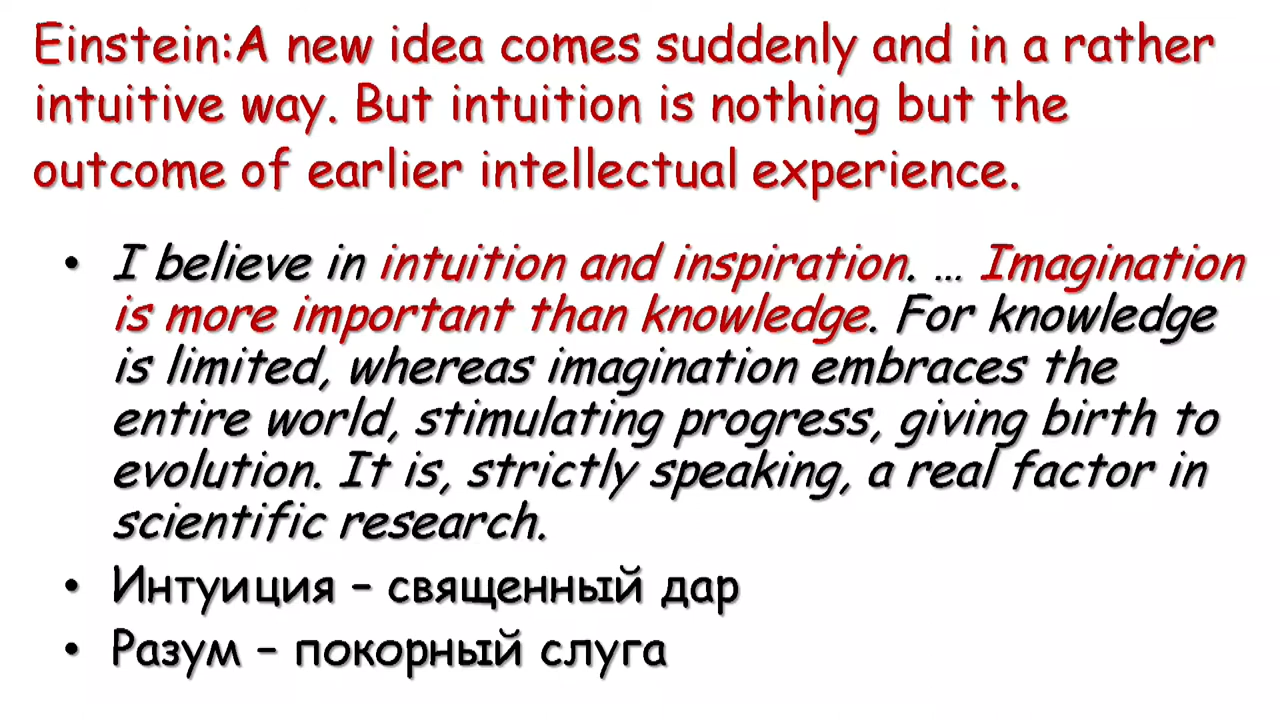 Einstein:A new idea comes suddenly and in a rather
intuitive way. But intuition is nothing but the
outcome of earlier intellectual experience.
• I believe in intuition and inspiration. … Imagination
is more important than knowledge. For knowledge
is limited, whereas imagination embraces the
entire world, stimulating progress, giving birth to
evolution. It is, strictly speaking, a real factor in
scientific research.
• Интуиция – священный дар
• Разум – покорный слуга